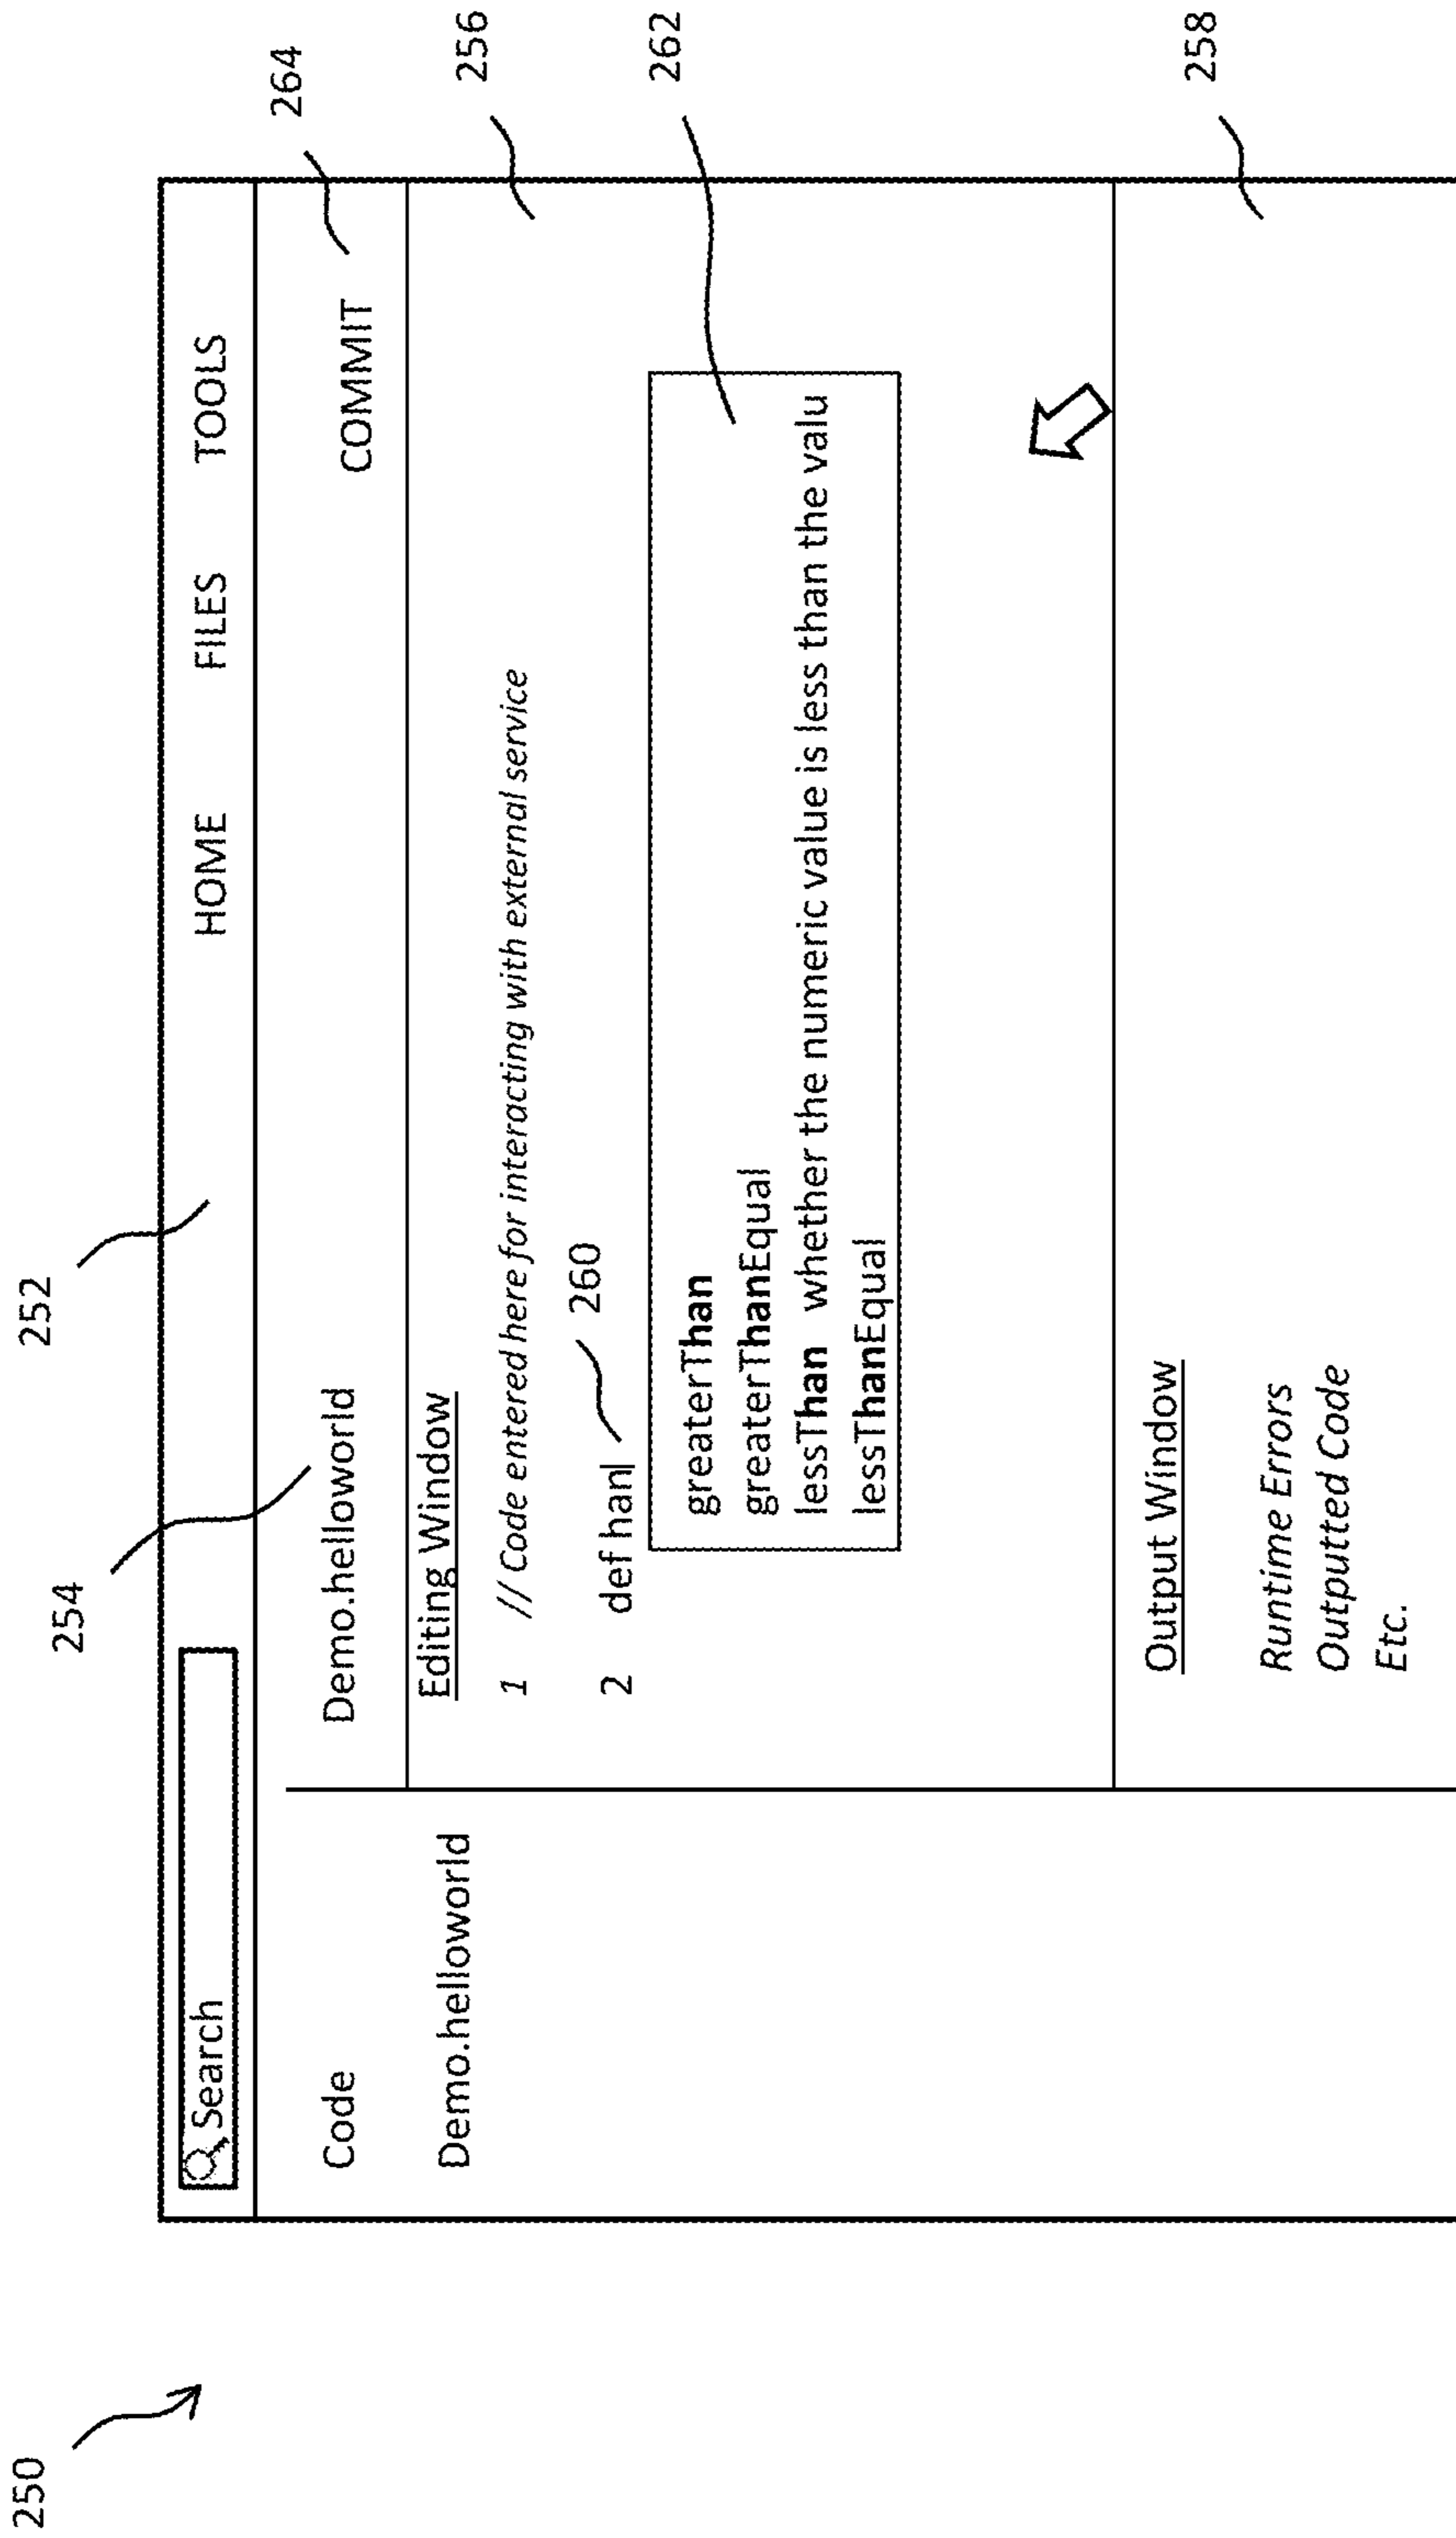 250
252
254
Search
HOME FILES TOOLS
264
Code
Demo.helloworld
COMMIT
Demo.helloworld
Editing Window
256
1 // Code entered here for interacting with external service
260
2 def han
262
greaterThan
greaterThanEqual
lessThan whether the numeric value is less than the valu
lessThanEqual
Output Window
258
Runtime Errors
Outputted Code
Etc.